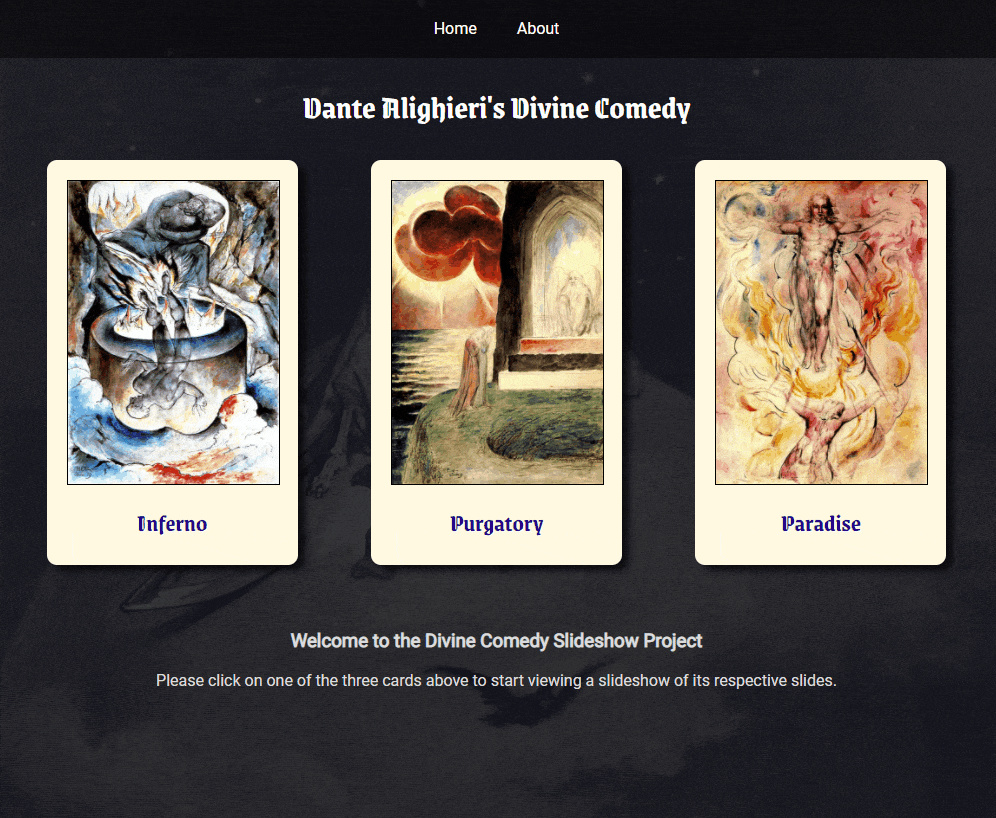 Home About
Dante Alighieri's Divine Comedy
Inferno
Purgatory
Paradise
Welcome to the Divine Comedy Slideshow Project
Please click on one of the three cards above to start viewing a slideshow of its respective slides.